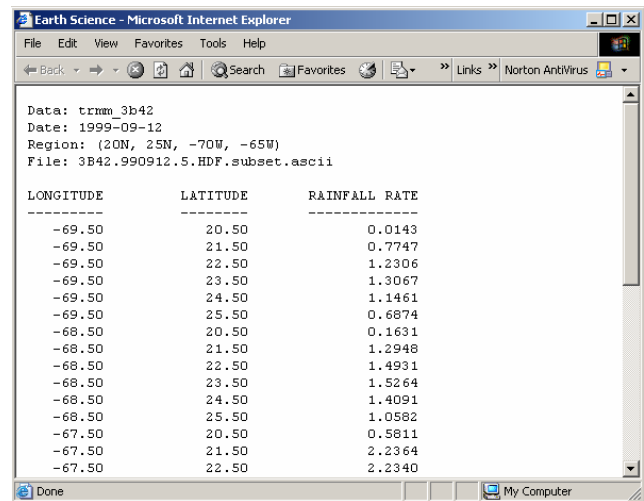 Earth Science - Microsoft Internet Explorer
File Edit View Favorites Tools Help
Back Search Favorites » Links » Norton AntiVirus
Data: trmm_3b42
Date: 1999-09-12
Region: (20N, 25N, -70W, -65W)
File: 3B42.990912.5.HDF.subset.ascii
LONGITUDE LATITUDE RAINFALL RATE
--------- -------- -------------
-69.50 20.50 0.0143
-69.50 21.50 0.7747
-69.50 22.50 1.2306
-69.50 23.50 1.3067
-69.50 24.50 1.1461
-69.50 25.50 0.6874
-68.50 20.50 0.1631
-68.50 21.50 1.2948
-68.50 22.50 1.4931
-68.50 23.50 1.5264
-68.50 24.50 1.4091
-68.50 25.50 1.0582
-67.50 20.50 0.5811
-67.50 21.50 2.2364
-67.50 22.50 2.2340
Done My Computer